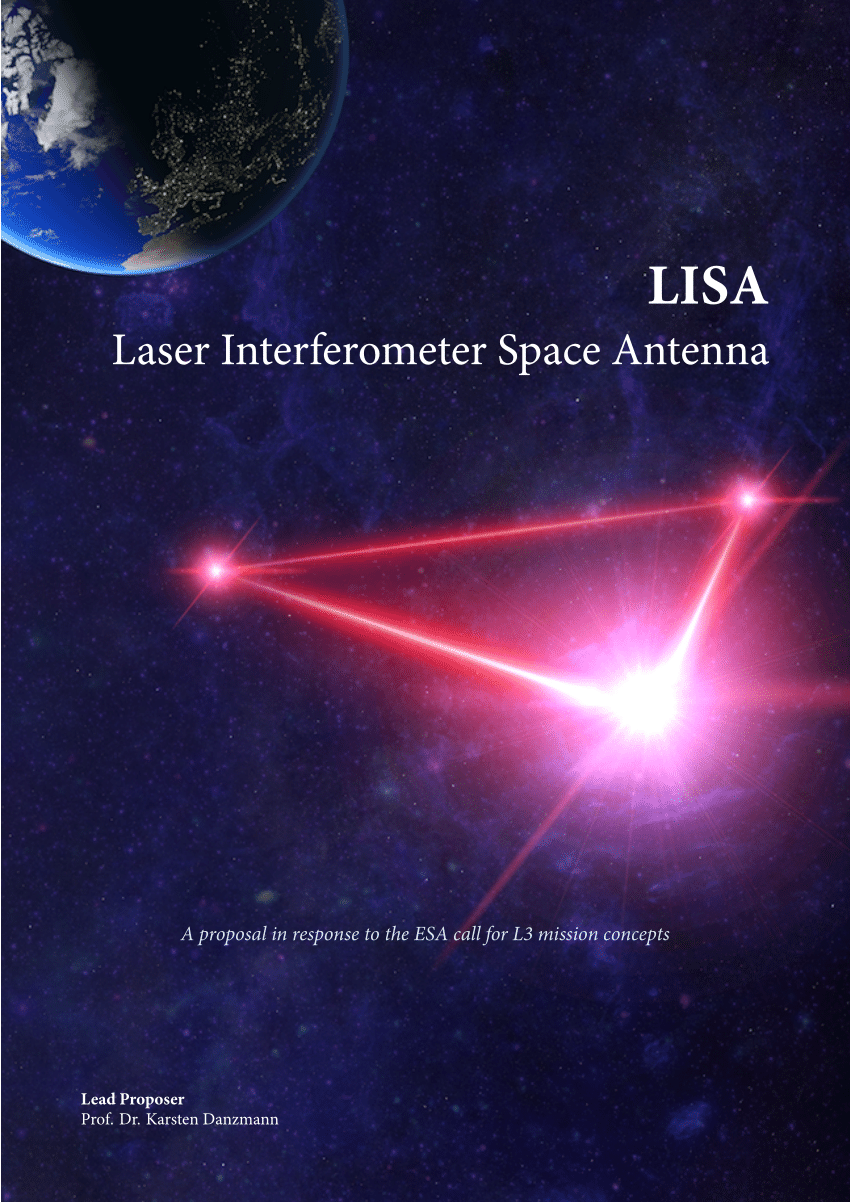 LISA
Laser Interferometer Space Antenna
A proposal in response to the ESA call for L3 mission concepts
Lead Proposer
Prof. Dr. Karsten Danzmann